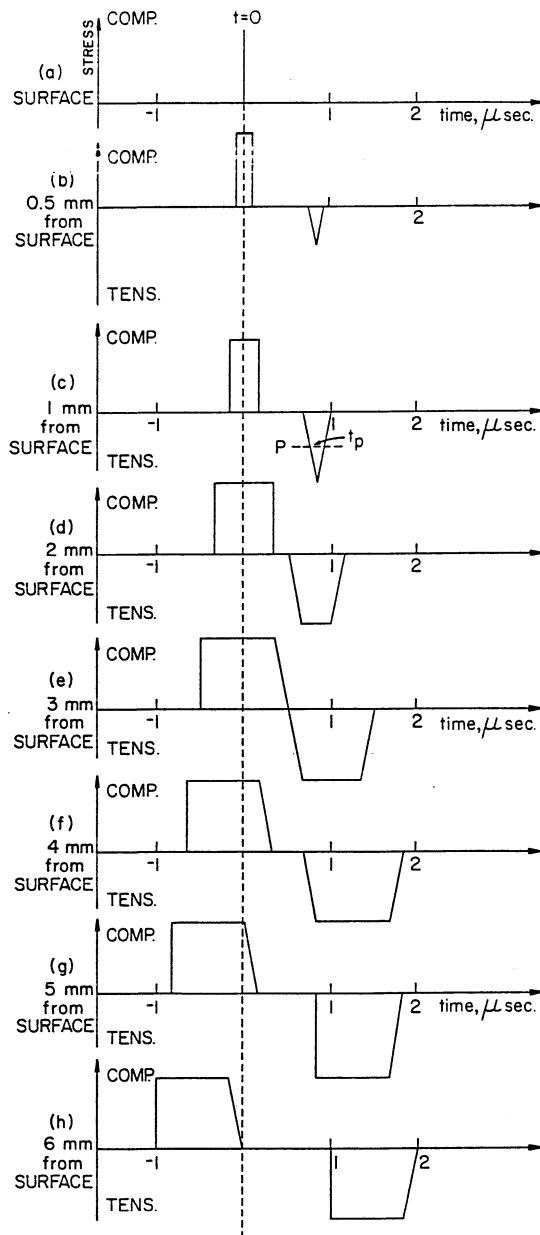 COMP. t=0
STRESS
(a)
SURFACE
-1 1 2 time, μ sec.
COMP.
(b)
0.5 mm
from
SURFACE
2
TENS.
COMP.
(c)
1 mm
from
SURFACE
-1 1 2 time, μ sec.
P tp
TENS.
COMP.
(d)
2 mm
from
SURFACE
-1 1 2
TENS.
COMP.
(e)
3 mm
from
SURFACE
-1 1 2 time, μ sec.
TENS.
COMP.
(f)
4 mm
from
SURFACE
-1 1 2
TENS.
COMP.
(g)
5 mm
from
SURFACE
-1 1 2 time, μ sec.
TENS.
COMP.
(h)
6 mm
from
SURFACE
-1 1 2
TENS.